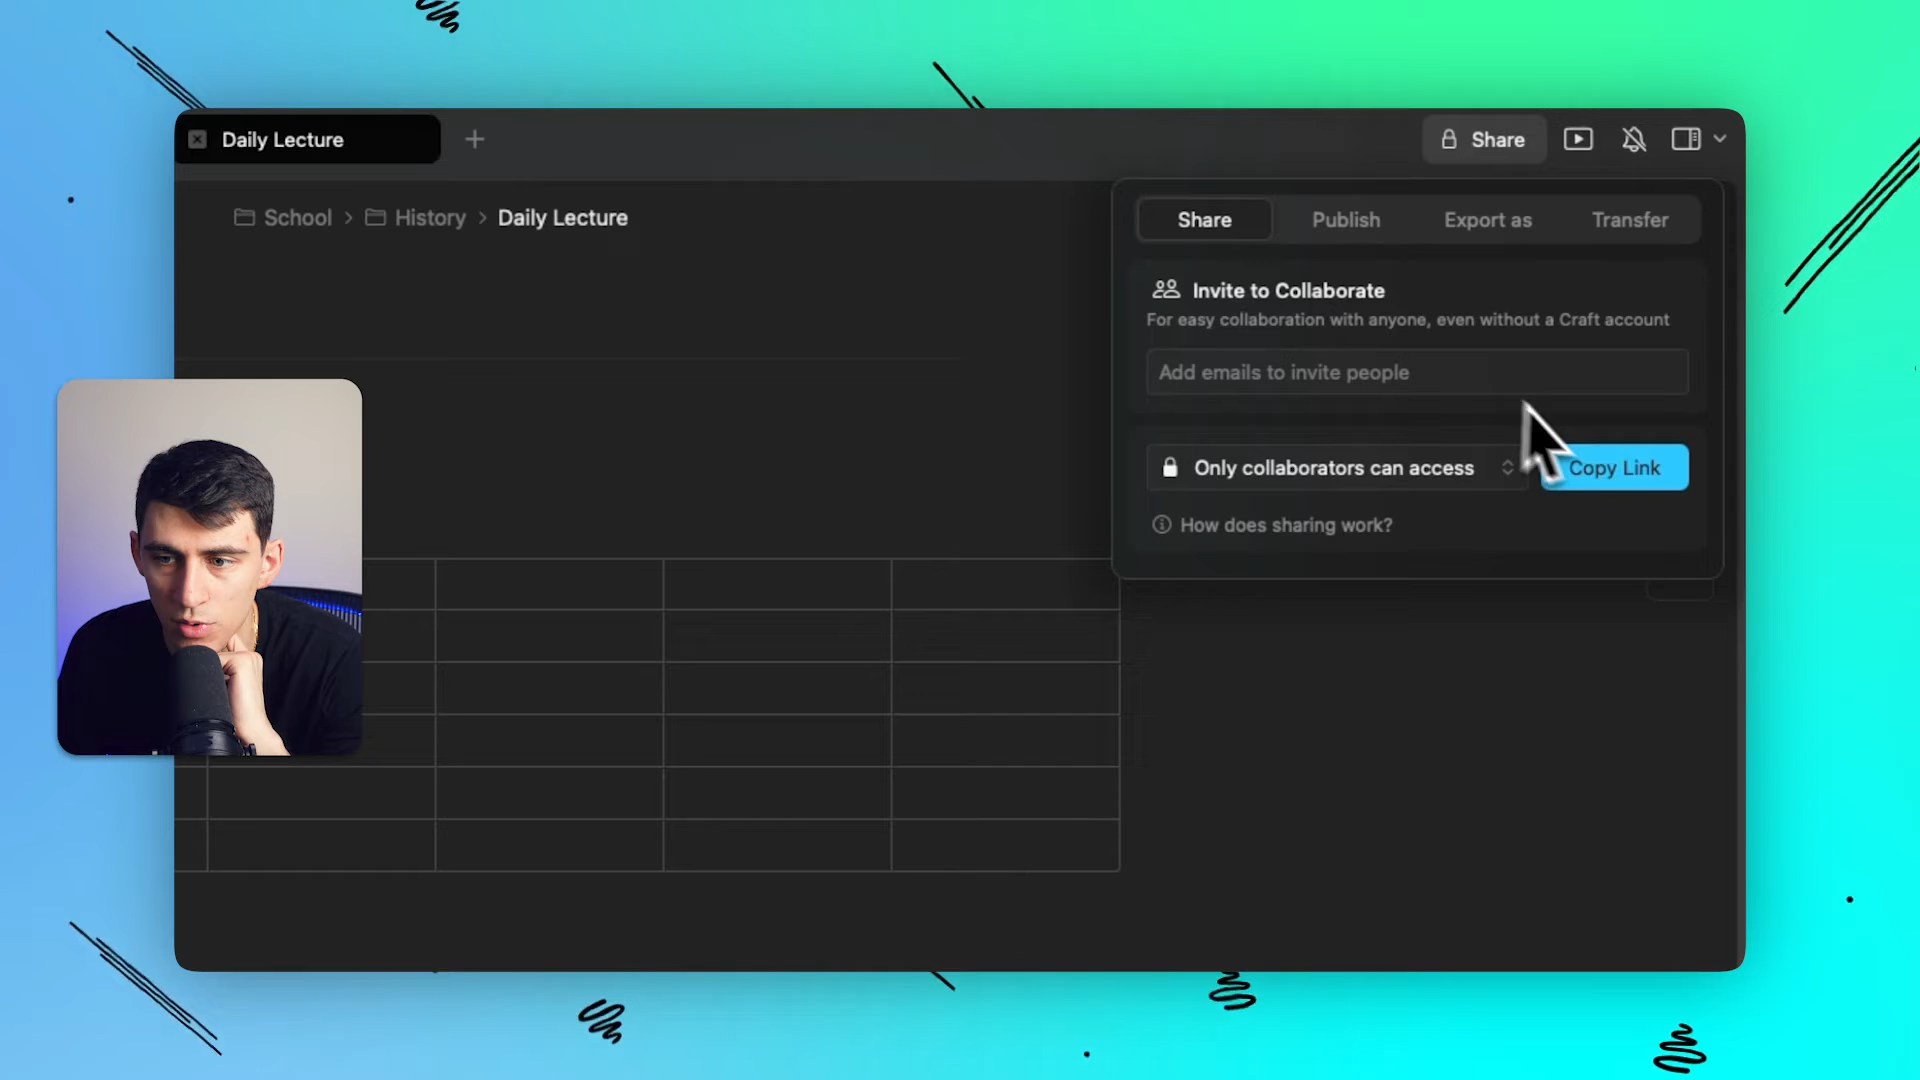 Daily Lecture
Share
School > History > Daily Lecture
Share Publish Export as Transfer
Invite to Collaborate
For easy collaboration with anyone, even without a Craft account
Add emails to invite people
Only collaborators can access
Copy Link
How does sharing work?